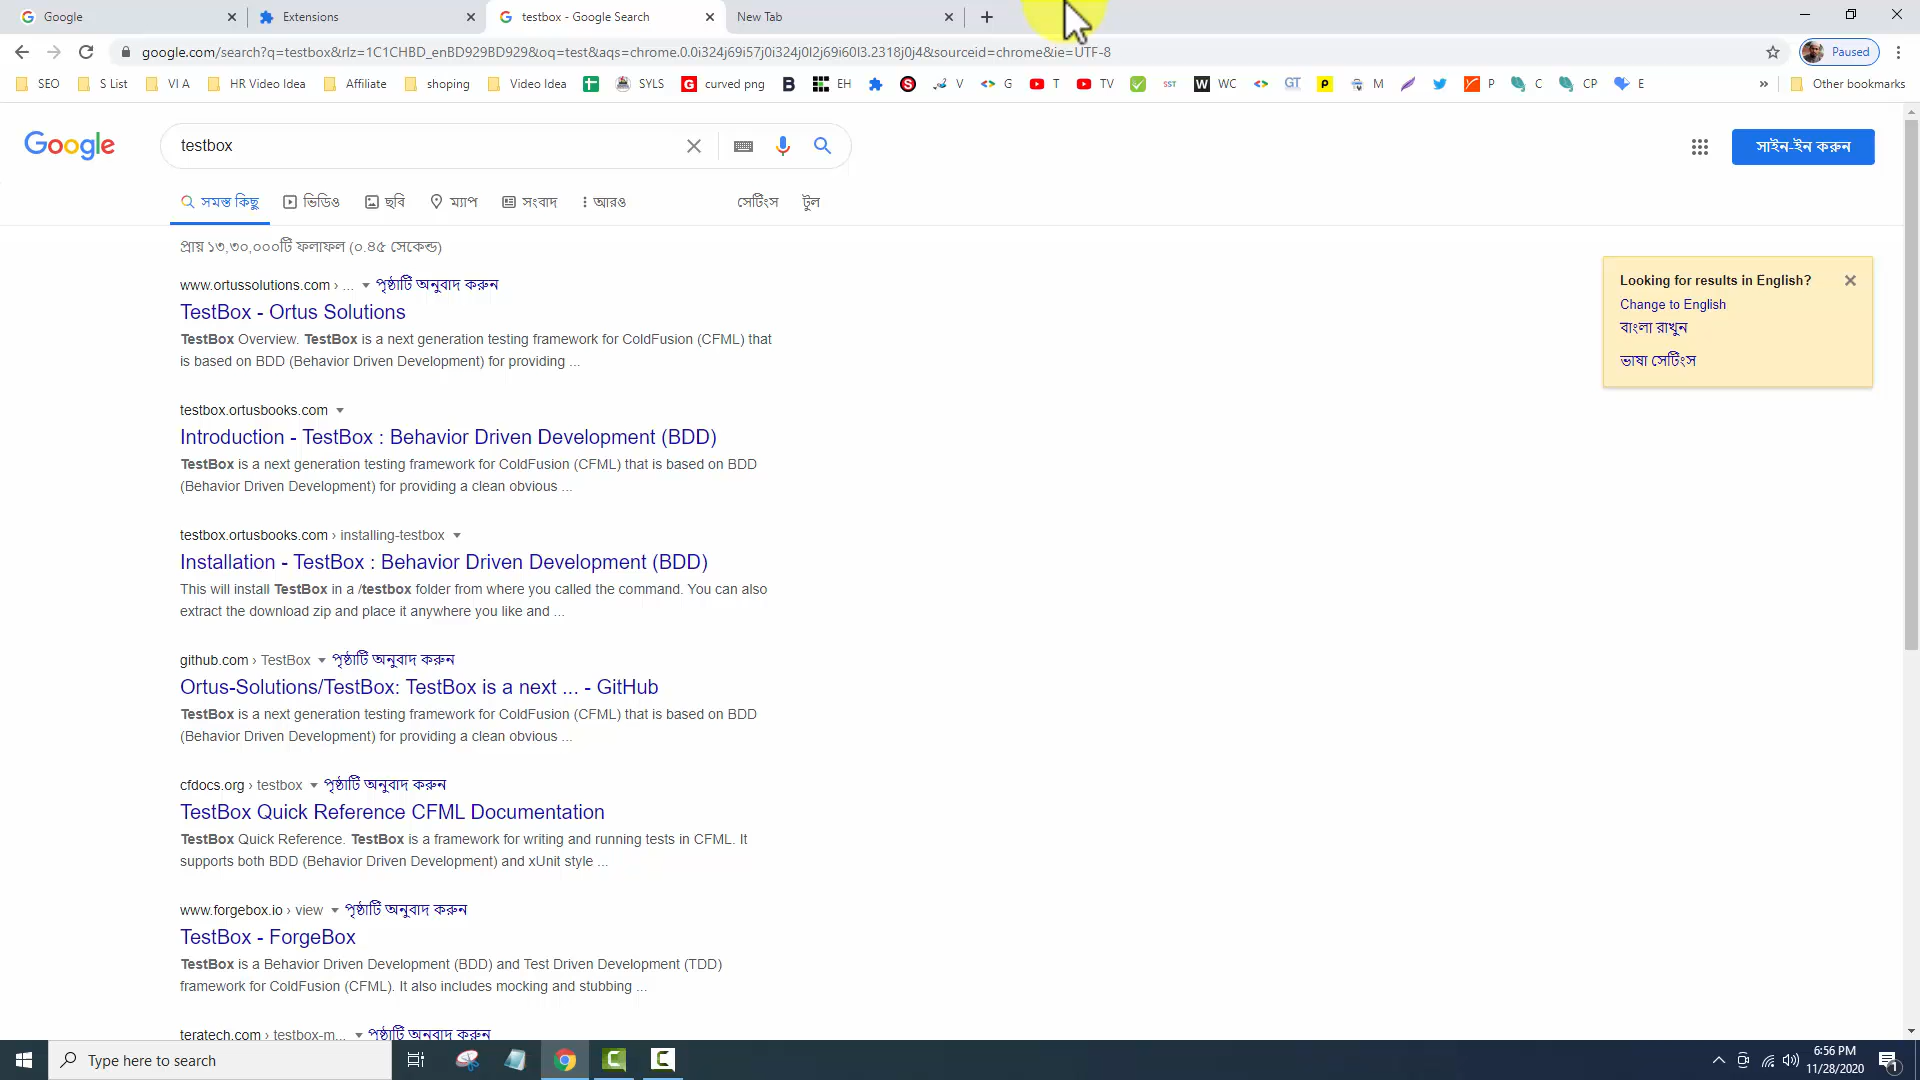 Google
Extensions
testbox - Google Search
New Tab
google.com/search?q=testbox&rlz=1C1CHBD_enBD929BD929&oq=test&aqs=chrome.0.0i324j69i57j0i324j0l2j69i60l3.2318j0j4&sourceid=chrome&ie=UTF-8
Paused
SEO S List VI A HR Video Idea Affiliate shoping Video Idea SYLS G curved png B EH S V G T TV SST W WC GT P M P C CP E » Other bookmarks
Google
testbox
সাইন-ইন করুন
সমস্ত কিছু ভিডিও ছবি ম্যাপ সংবাদ আরও সেটিংস টুল
প্রায় ১৩,৩০,০০০টি ফলাফল (০.৪৫ সেকেন্ড)
www.ortussolutions.com › ... পৃষ্ঠাটি অনুবাদ করুন
TestBox - Ortus Solutions
TestBox Overview. TestBox is a next generation testing framework for ColdFusion (CFML) that
is based on BDD (Behavior Driven Development) for providing ...
testbox.ortusbooks.com
Introduction - TestBox : Behavior Driven Development (BDD)
TestBox is a next generation testing framework for ColdFusion (CFML) that is based on BDD
(Behavior Driven Development) for providing a clean obvious ...
testbox.ortusbooks.com › installing-testbox
Installation - TestBox : Behavior Driven Development (BDD)
This will install TestBox in a /testbox folder from where you called the command. You can also
extract the download zip and place it anywhere you like and ...
github.com › TestBox পৃষ্ঠাটি অনুবাদ করুন
Ortus-Solutions/TestBox: TestBox is a next ... - GitHub
TestBox is a next generation testing framework for ColdFusion (CFML) that is based on BDD
(Behavior Driven Development) for providing a clean obvious ...
cfdocs.org › testbox পৃষ্ঠাটি অনুবাদ করুন
TestBox Quick Reference CFML Documentation
TestBox Quick Reference. TestBox is a framework for writing and running tests in CFML. It
supports both BDD (Behavior Driven Development) and xUnit style ...
www.forgebox.io › view পৃষ্ঠাটি অনুবাদ করুন
TestBox - ForgeBox
TestBox is a Behavior Driven Development (BDD) and Test Driven Development (TDD)
framework for ColdFusion (CFML). It also includes mocking and stubbing ...
teratech.com › testbox-m... পৃষ্ঠাটি অনুবাদ করুন
Looking for results in English?
Change to English
বাংলা রাখুন
ভাষা সেটিংস
Type here to search
6:56 PM
11/28/2020
1